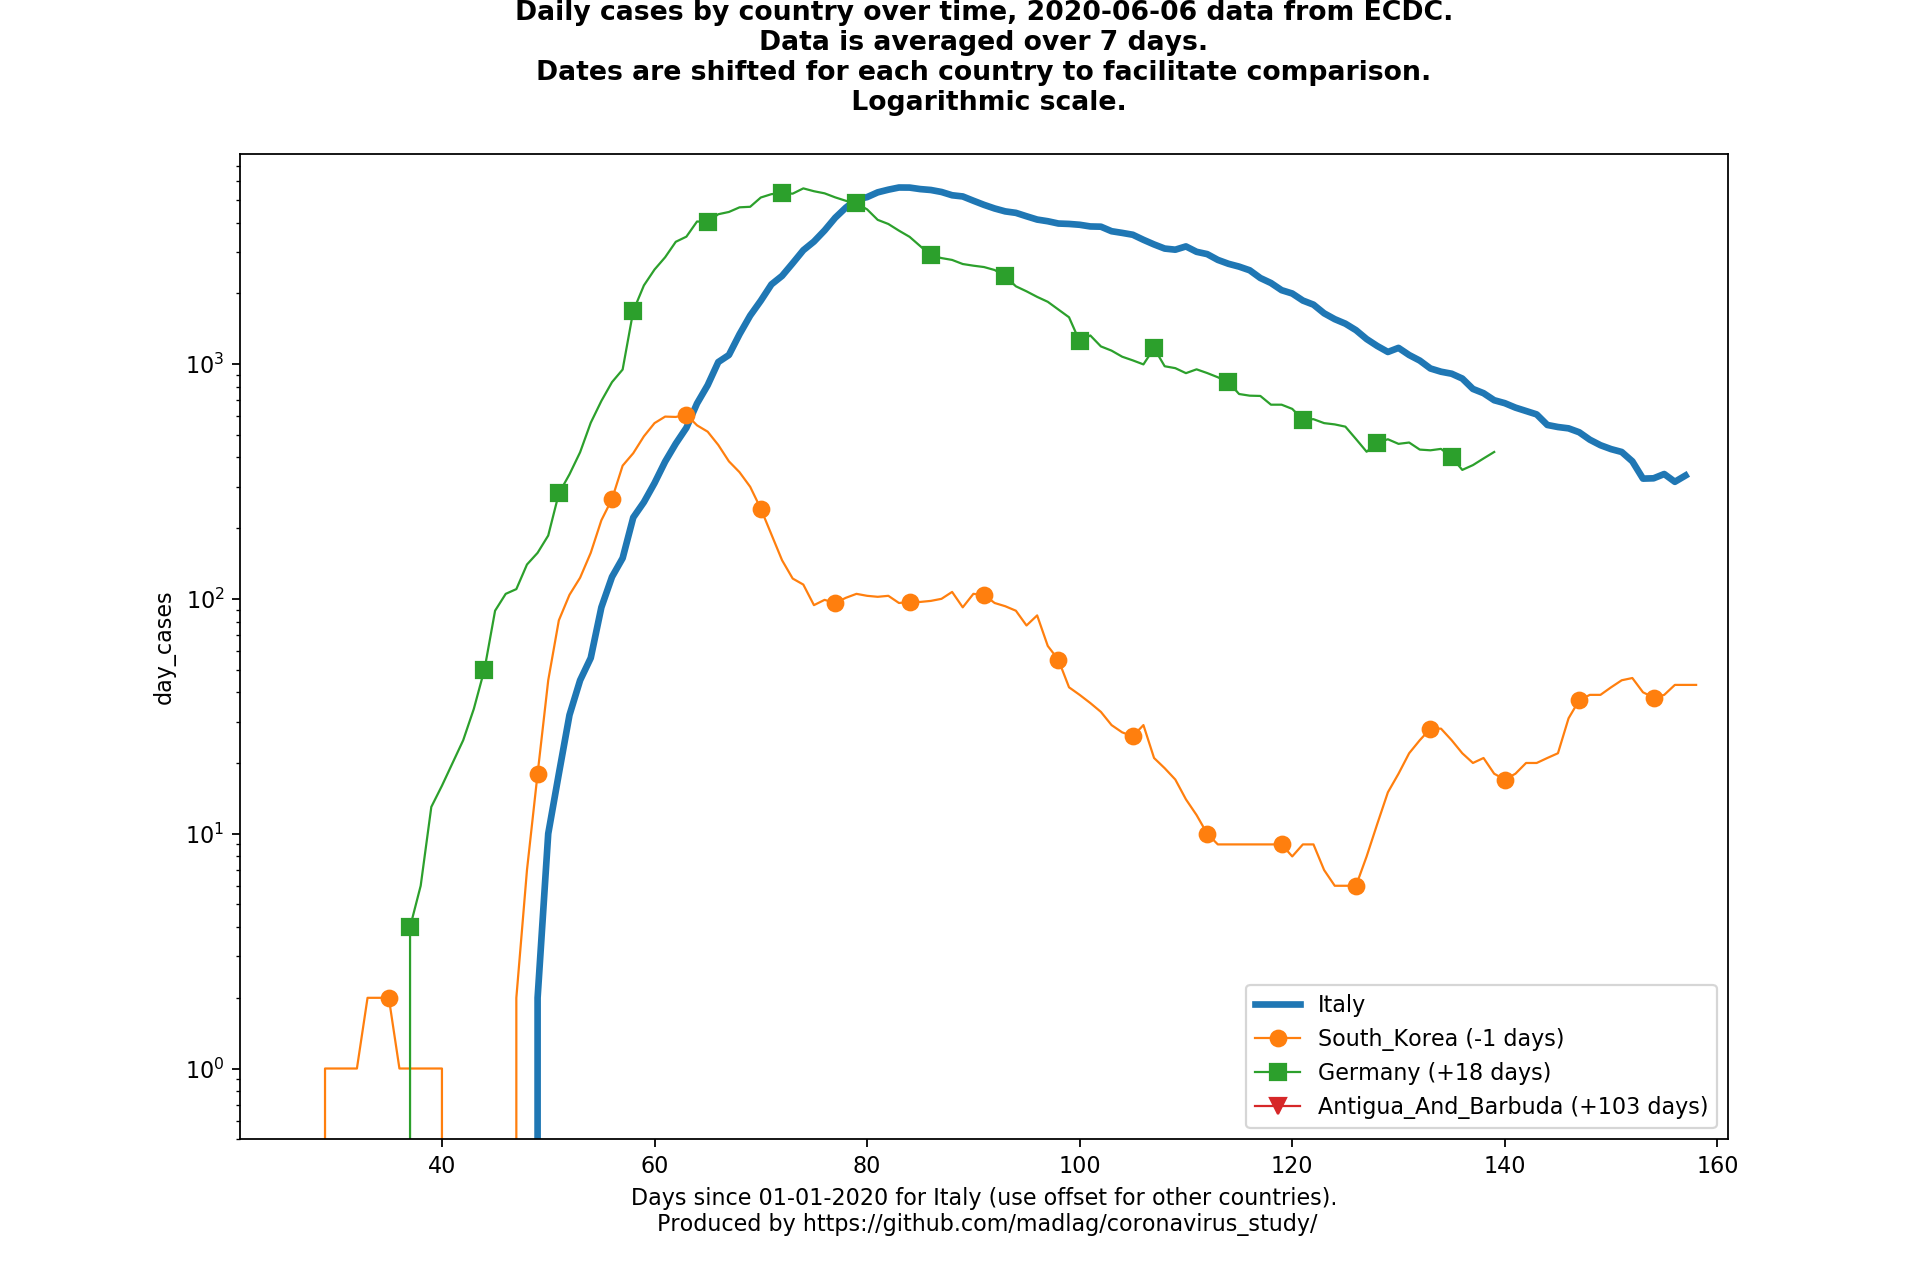 Daily cases by country over time, 2020-06-06 data from ECDC.
Data is averaged over 7 days.
Dates are shifted for each country to facilitate comparison.
Logarithmic scale.
10³
10²
10¹
10⁰
day_cases
Italy
South_Korea (-1 days)
Germany (+18 days)
Antigua_And_Barbuda (+103 days)
40 60 80 100 120 140 160
Days since 01-01-2020 for Italy (use offset for other countries).
Produced by https://github.com/madlag/coronavirus_study/